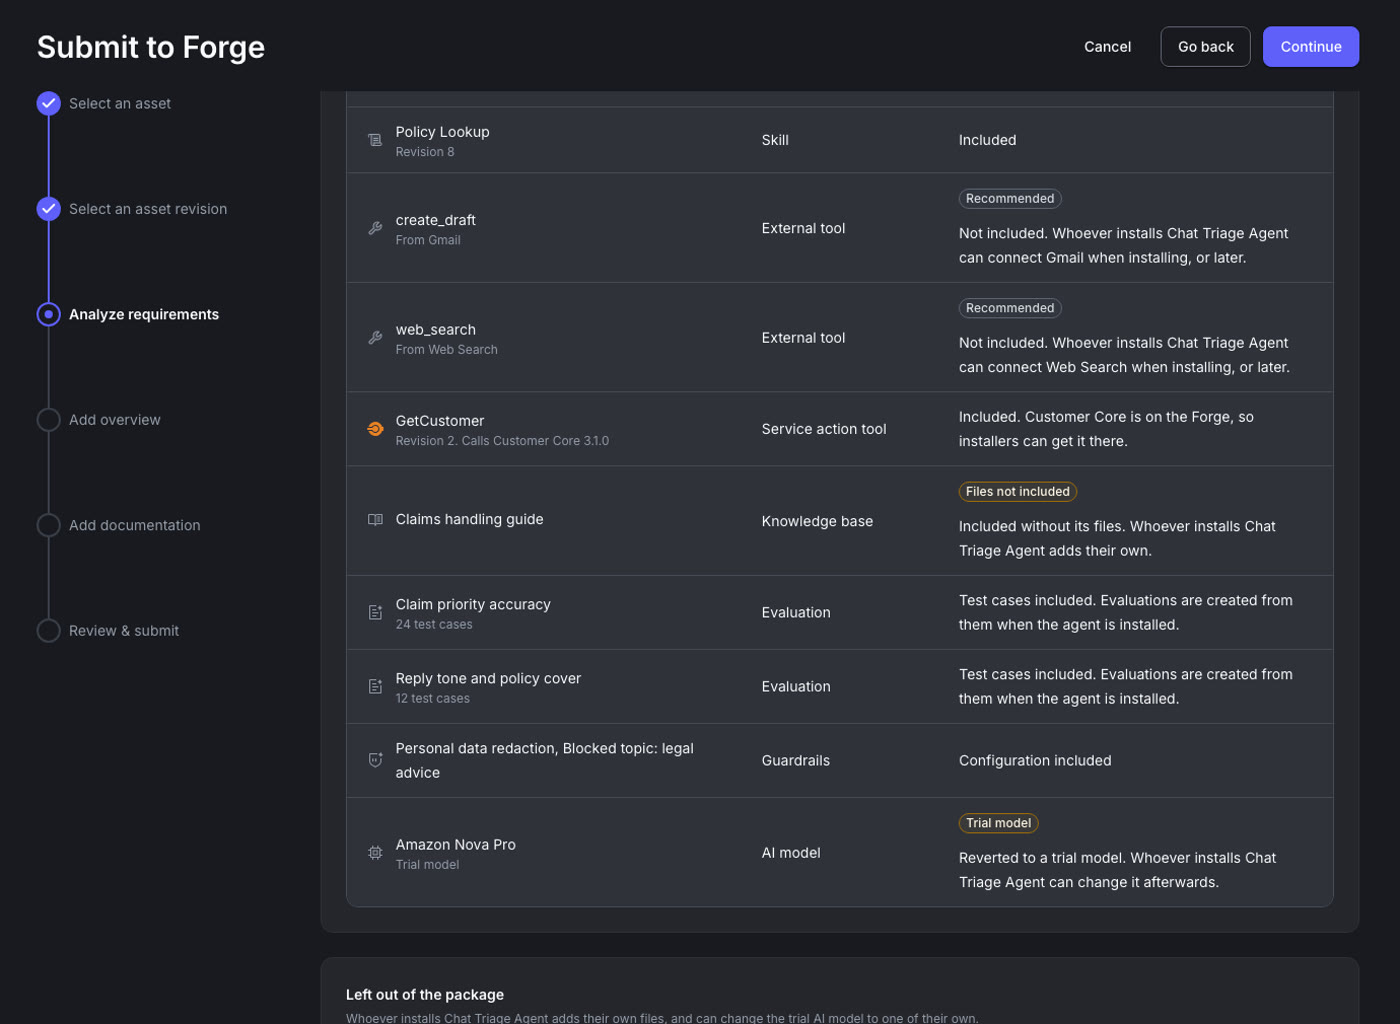 Submit to Forge
Cancel
Go back
Continue
Select an asset
Select an asset revision
Analyze requirements
Add overview
Add documentation
Review & submit
Policy Lookup
Revision 8
Skill
Included
create_draft
From Gmail
External tool
Recommended
Not included. Whoever installs Chat Triage Agent
can connect Gmail when installing, or later.
web_search
From Web Search
External tool
Recommended
Not included. Whoever installs Chat Triage Agent
can connect Web Search when installing, or later.
GetCustomer
Revision 2. Calls Customer Core 3.1.0
Service action tool
Included. Customer Core is on the Forge, so
installers can get it there.
Claims handling guide
Knowledge base
Files not included
Included without its files. Whoever installs Chat
Triage Agent adds their own.
Claim priority accuracy
24 test cases
Evaluation
Test cases included. Evaluations are created from
them when the agent is installed.
Reply tone and policy cover
12 test cases
Evaluation
Test cases included. Evaluations are created from
them when the agent is installed.
Personal data redaction, Blocked topic: legal
advice
Guardrails
Configuration included
Amazon Nova Pro
Trial model
AI model
Trial model
Reverted to a trial model. Whoever installs Chat
Triage Agent can change it afterwards.
Left out of the package
Whoever installs Chat Triage Agent adds their own files, and can change the trial AI model to one of their own.